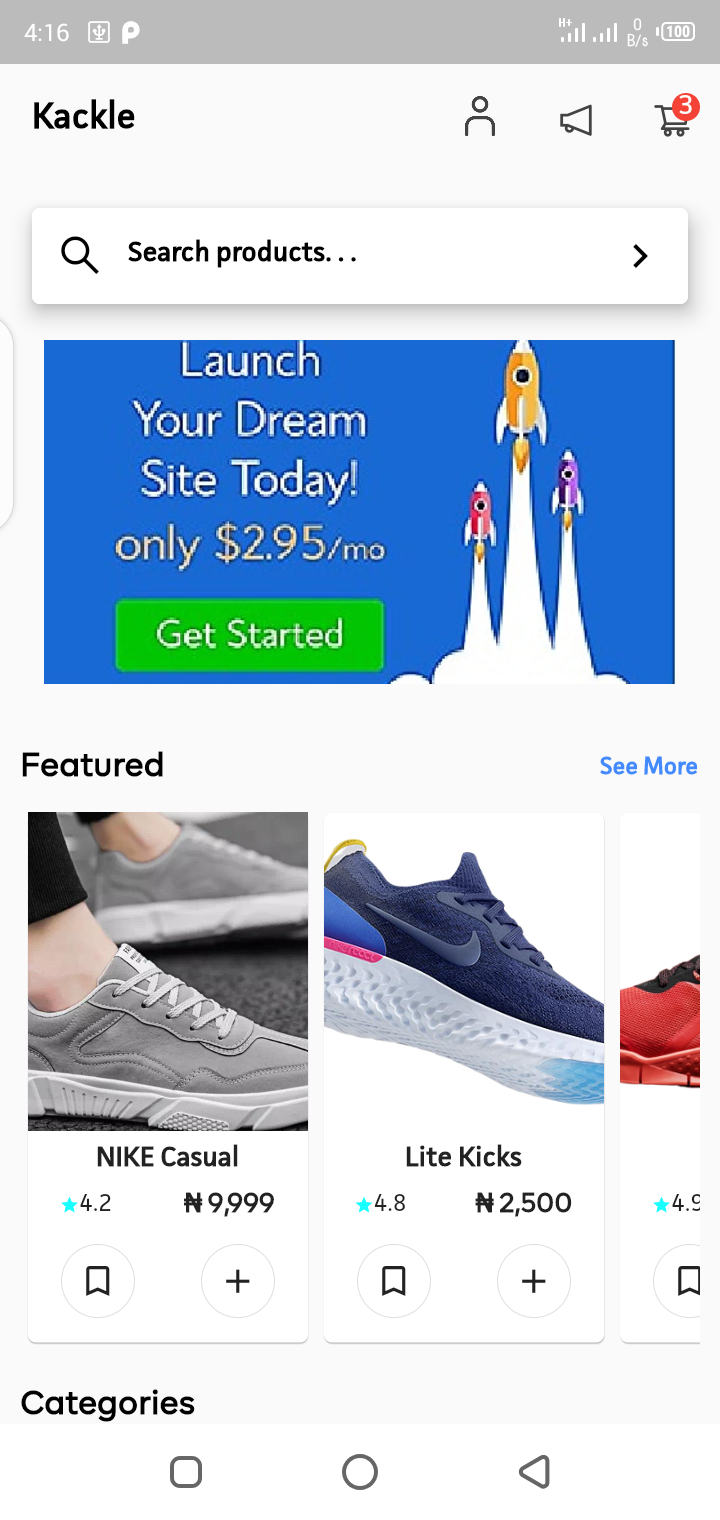 4:16
H+
0
B/s
100
Kackle
3
Search products...
Launch
Your Dream
Site Today!
only $2.95/mo
Get Started
Featured
See More
NIKE Casual
Lite Kicks
4.2
₦ 9,999
4.8
₦ 2,500
4.9
Categories